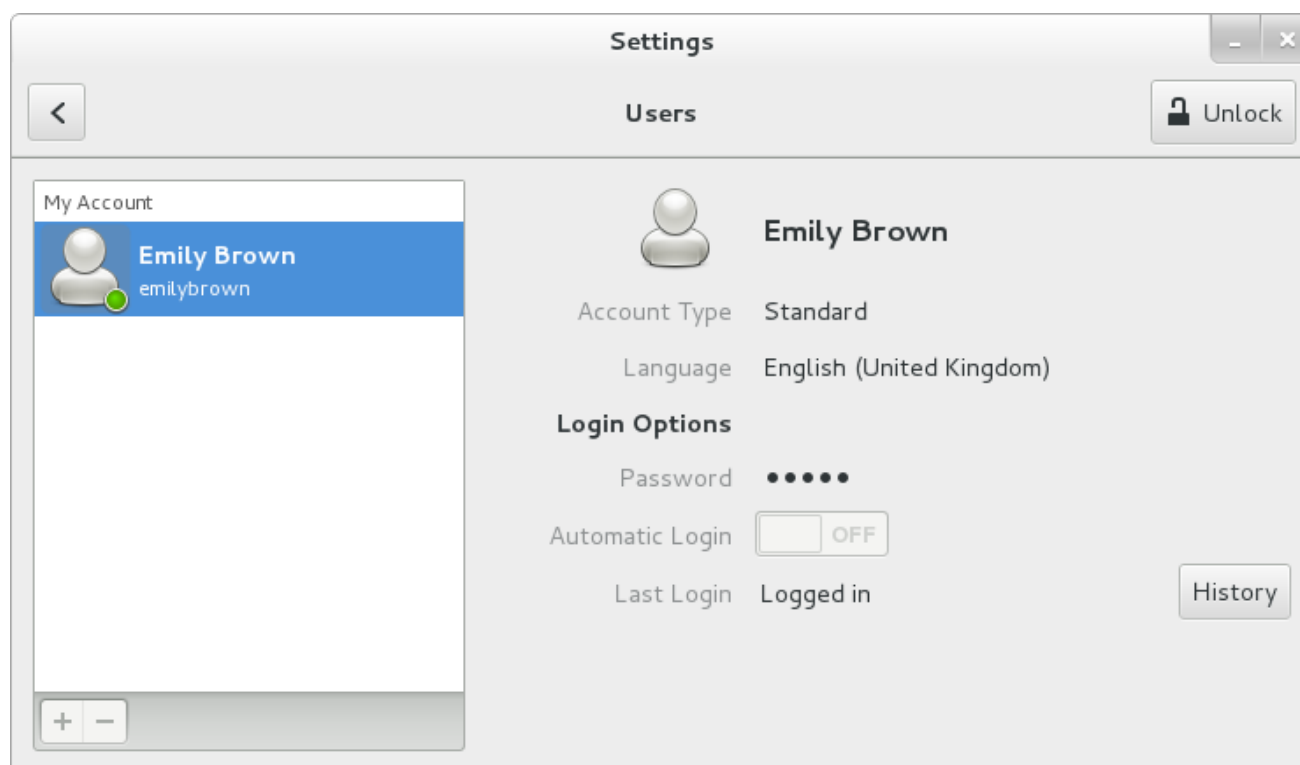 Settings
Users
Unlock
My Account
Emily Brown
emilybrown
Emily Brown
Account Type Standard
Language English (United Kingdom)
Login Options
Password •••••
Automatic Login OFF
Last Login Logged in
History